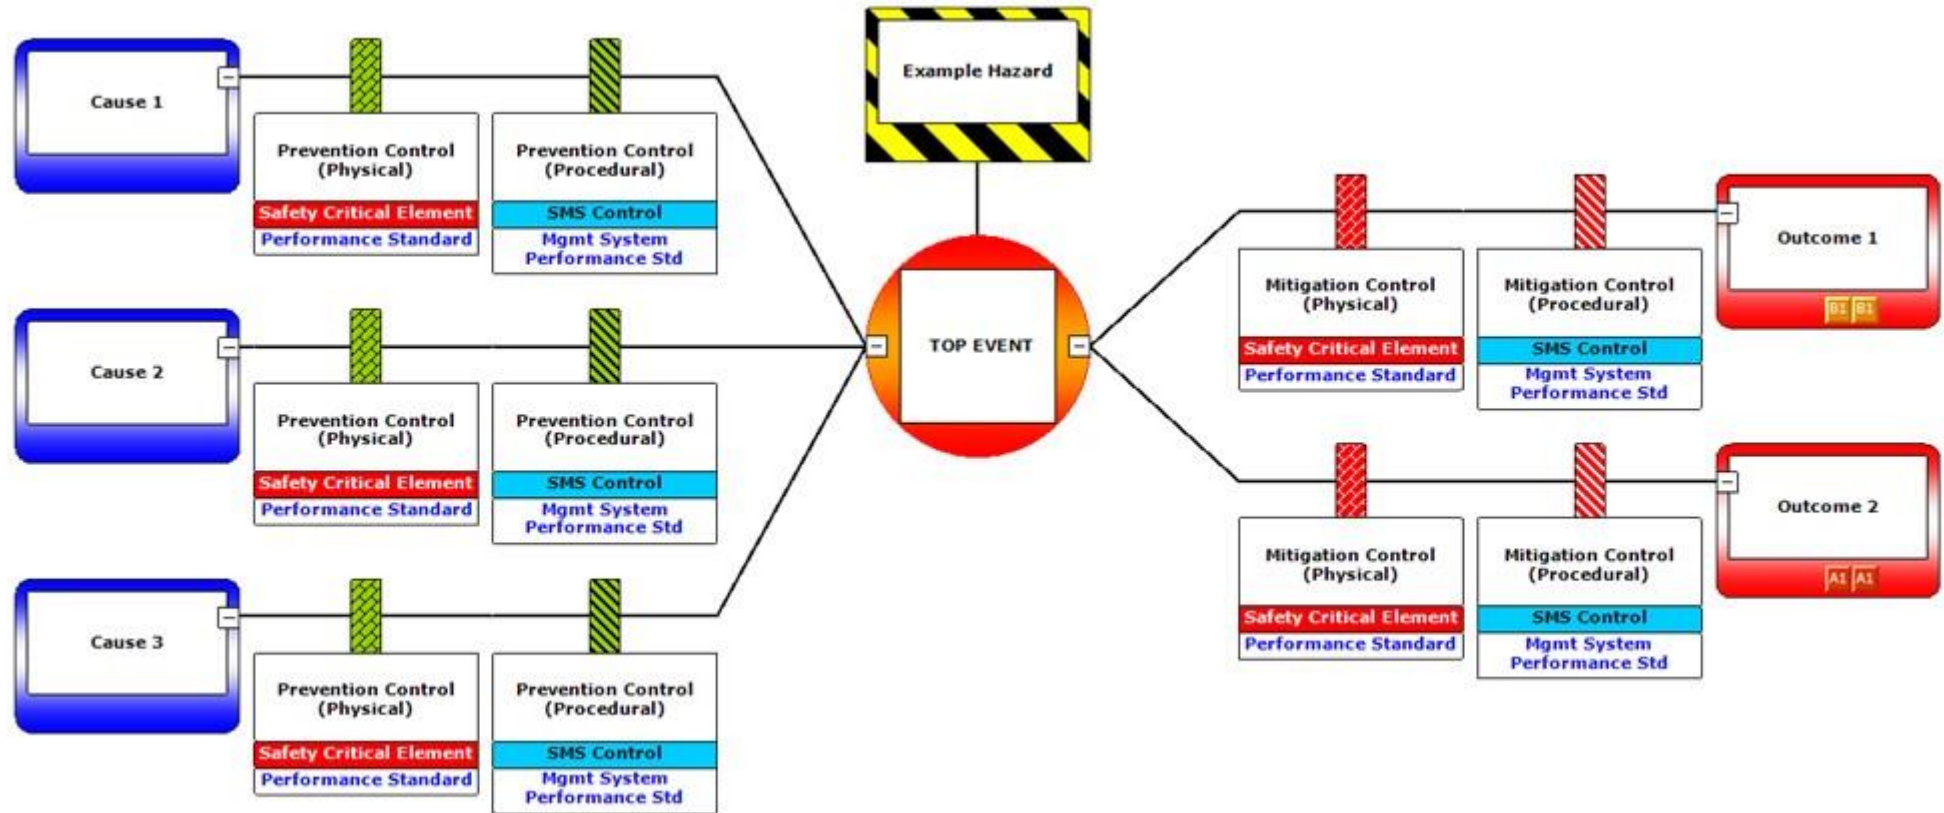 Example Hazard
Cause 1
Prevention Control
(Physical)
Safety Critical Element
Performance Standard
Prevention Control
(Procedural)
SMS Control
Mgmt System
Performance Std
Cause 2
Prevention Control
(Physical)
Safety Critical Element
Performance Standard
Prevention Control
(Procedural)
SMS Control
Mgmt System
Performance Std
Cause 3
Prevention Control
(Physical)
Safety Critical Element
Performance Standard
Prevention Control
(Procedural)
SMS Control
Mgmt System
Performance Std
TOP EVENT
Mitigation Control
(Physical)
Safety Critical Element
Performance Standard
Mitigation Control
(Procedural)
SMS Control
Mgmt System
Performance Std
Outcome 1
B1 B1
Mitigation Control
(Physical)
Safety Critical Element
Performance Standard
Mitigation Control
(Procedural)
SMS Control
Mgmt System
Performance Std
Outcome 2
A1 A1